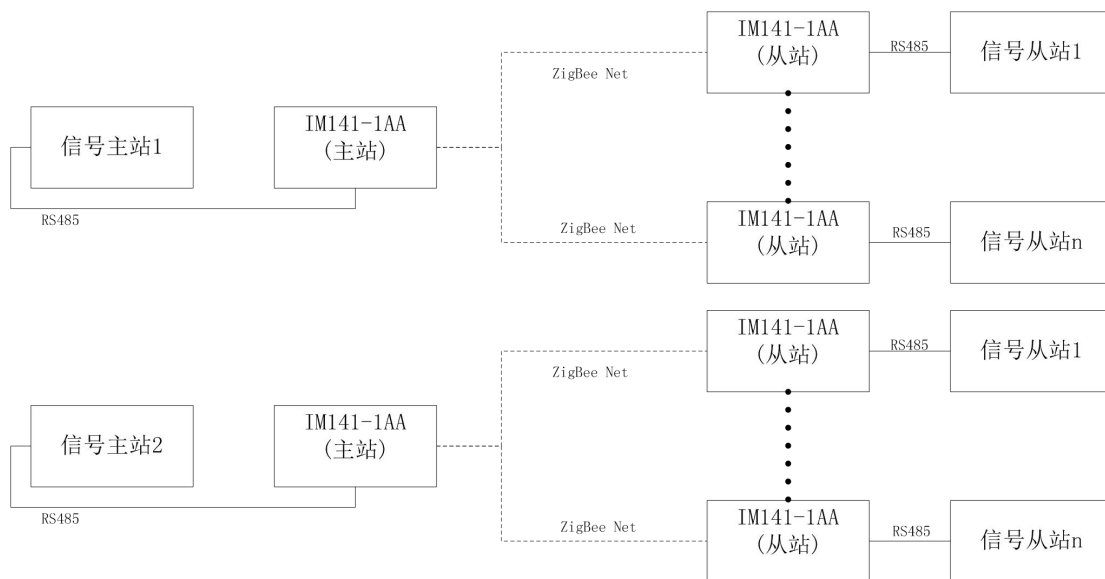 IM141-1AA
(从站)
RS485
信号从站1
ZigBee Net
信号主站1
IM141-1AA
(主站)
RS485
ZigBee Net
IM141-1AA
(从站)
RS485
信号从站n
IM141-1AA
(从站)
RS485
信号从站1
ZigBee Net
信号主站2
IM141-1AA
(主站)
RS485
ZigBee Net
IM141-1AA
(从站)
RS485
信号从站n